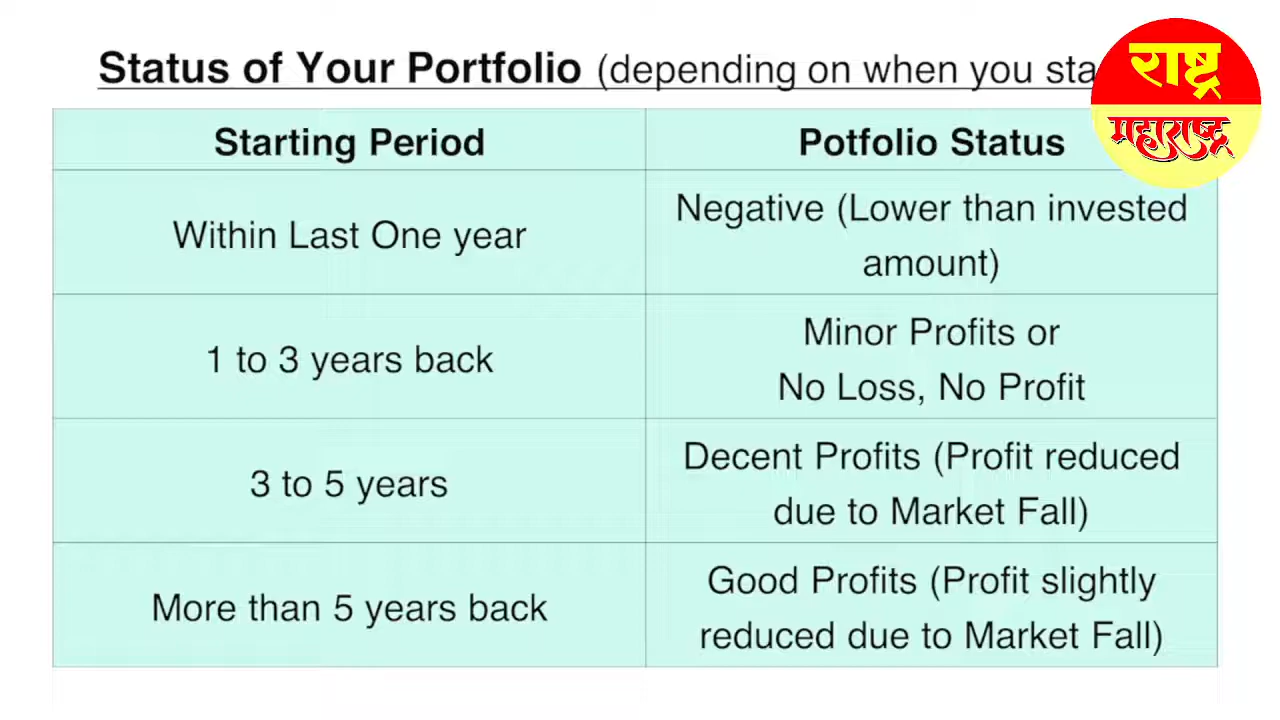 Status of Your Portfolio (depending on when you sta
राष्ट्र
महाराष्ट्र
Starting Period
Potfolio Status
Within Last One year
Negative (Lower than invested
amount)
1 to 3 years back
Minor Profits or
No Loss, No Profit
3 to 5 years
Decent Profits (Profit reduced
due to Market Fall)
More than 5 years back
Good Profits (Profit slightly
reduced due to Market Fall)